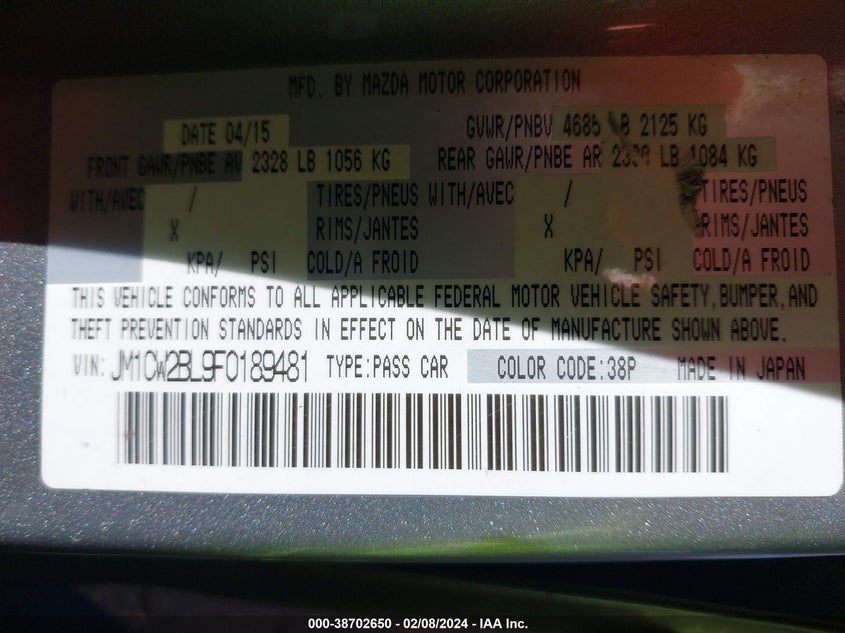 MFD. BY MAZDA MOTOR CORPORATION
DATE 04/15 GVWR/PNBV 4685 LB 2125 KG
FRONT GAWR/PNBE AV 2328 LB 1056 KG REAR GAWR/PNBE AR LB 1084 KG
WITH/AVEC / TIRES/PNEUS WITH/AVEC / TIRES/PNEUS
X RIMS/JANTES X RIMS/JANTES
KPA/ PSI COLD/A FROID KPA/ PSI COLD/A FROID
THIS VEHICLE CONFORMS TO ALL APPLICABLE FEDERAL MOTOR VEHICLE SAFETY,BUMPER,AND
THEFT PREVENTION STANDARDS IN EFFECT ON THE DATE OF MANUFACTURE SHOWN ABOVE.
VIN: JM1CW2BL9F0189481 TYPE:PASS CAR COLOR CODE:38P MADE IN JAPAN
000-38702650 - 02/08/2024 - IAA Inc.